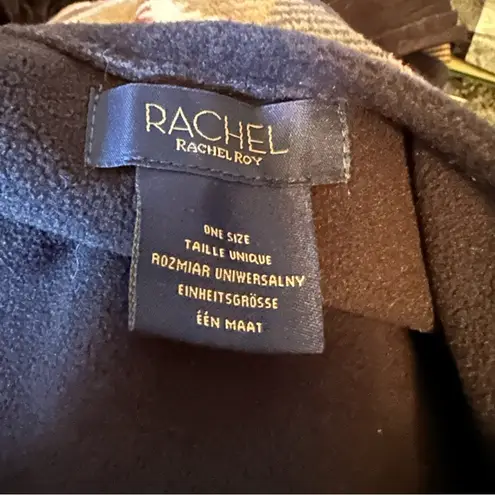 RACHEL
RACHEL ROY
ONE SIZE
TAILLE UNIQUE
ROZMIAR UNIWERSALNY
EINHEITSGRÖSSE
ÉÉN MAAT